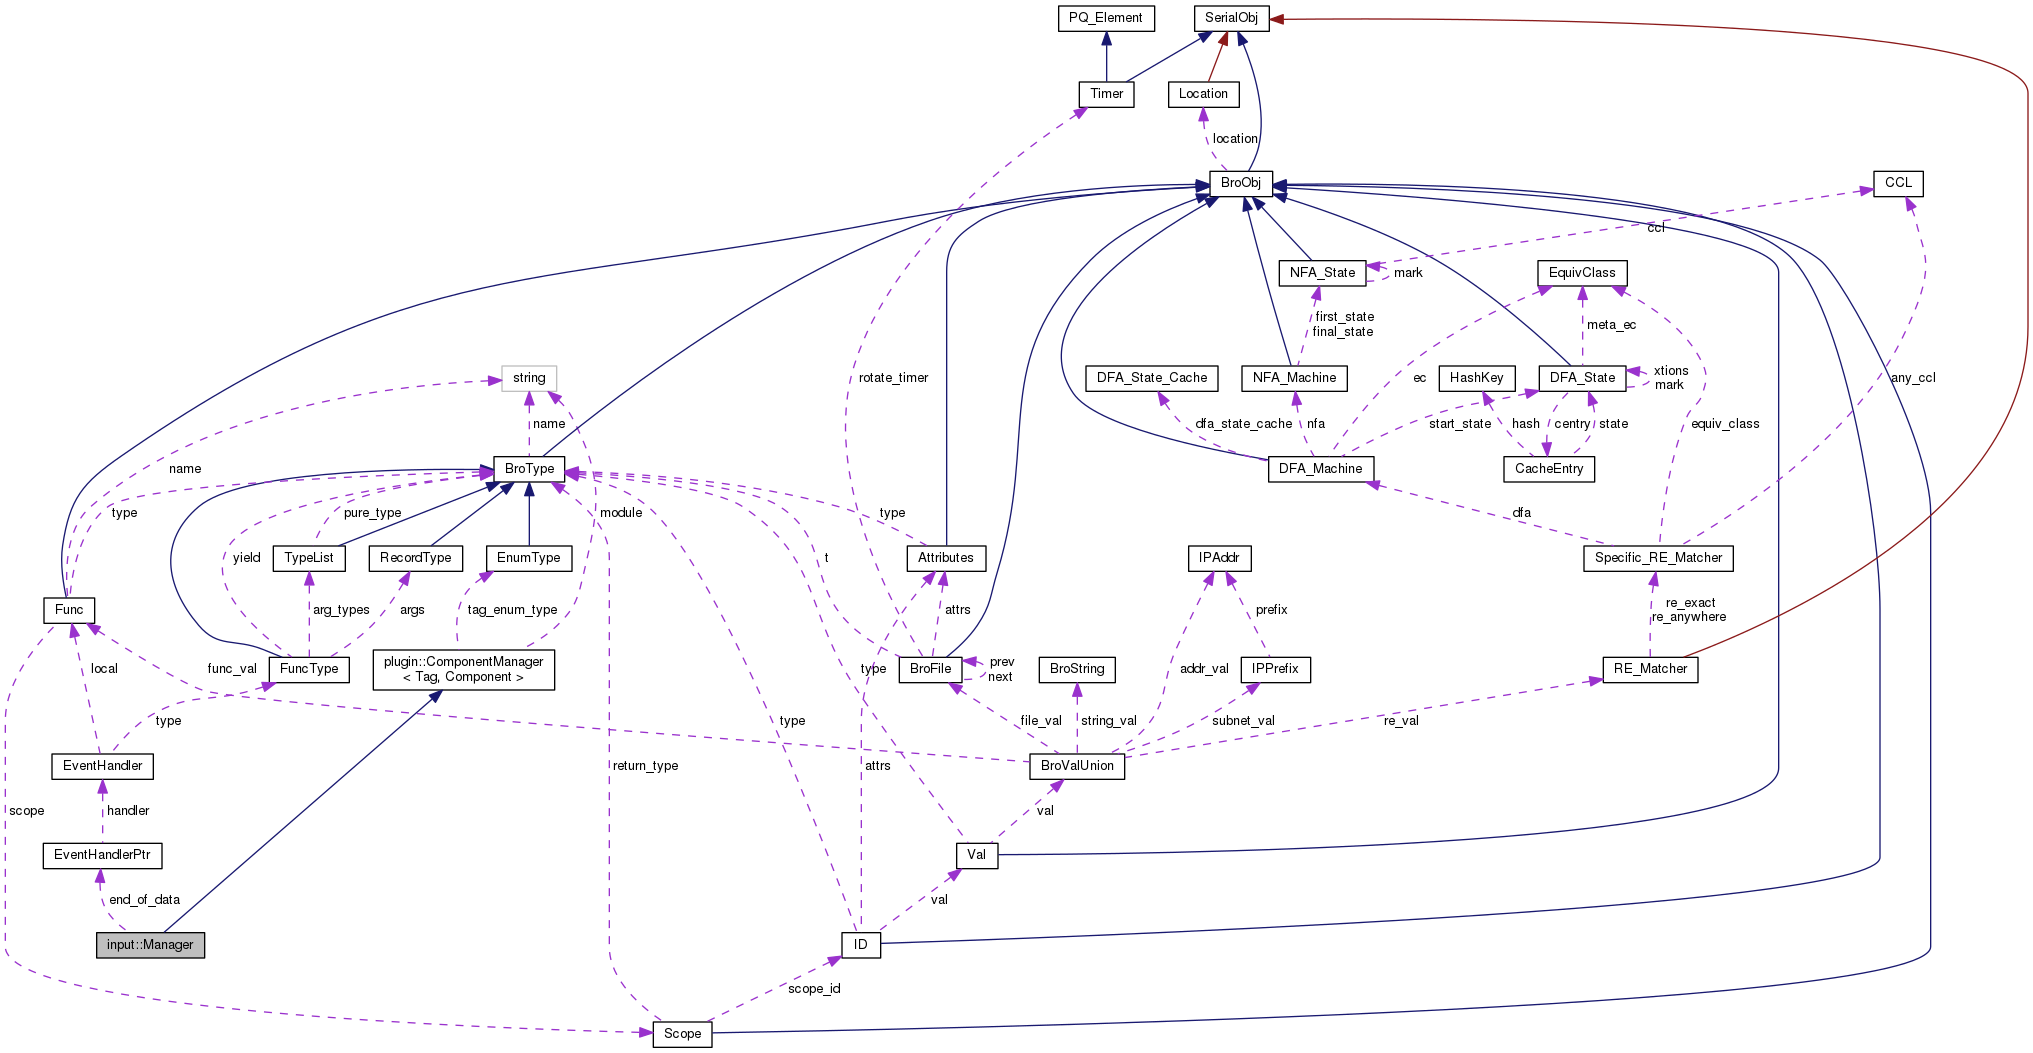 PQ_Element
SerialObj
Timer
Location
location
BroObj
CCL
ccl
NFA_State
mark
EquivClass
first_state
final_state
meta_ec
rotate_timer
string
DFA_State_Cache
NFA_Machine
ec
HashKey
DFA_State
xtions
mark
any_ccl
name
dfa_state_cache
nfa
start_state
hash
centry
state
equiv_class
name
BroType
DFA_Machine
CacheEntry
type
pure_type
module
type
dfa
yield
TypeList
RecordType
EnumType
t
Attributes
IPAddr
Specific_RE_Matcher
Func
arg_types
args
tag_enum_type
attrs
prefix
re_exact
re_anywhere
local
func_val
FuncType
plugin::ComponentManager
< Tag, Component >
type
BroFile
prev
next
BroString
addr_val
IPPrefix
RE_Matcher
type
type
file_val
string_val
subnet_val
re_val
EventHandler
return_type
attrs
BroValUnion
scope
handler
val
EventHandlerPtr
Val
end_of_data
val
input::Manager
ID
scope_id
Scope